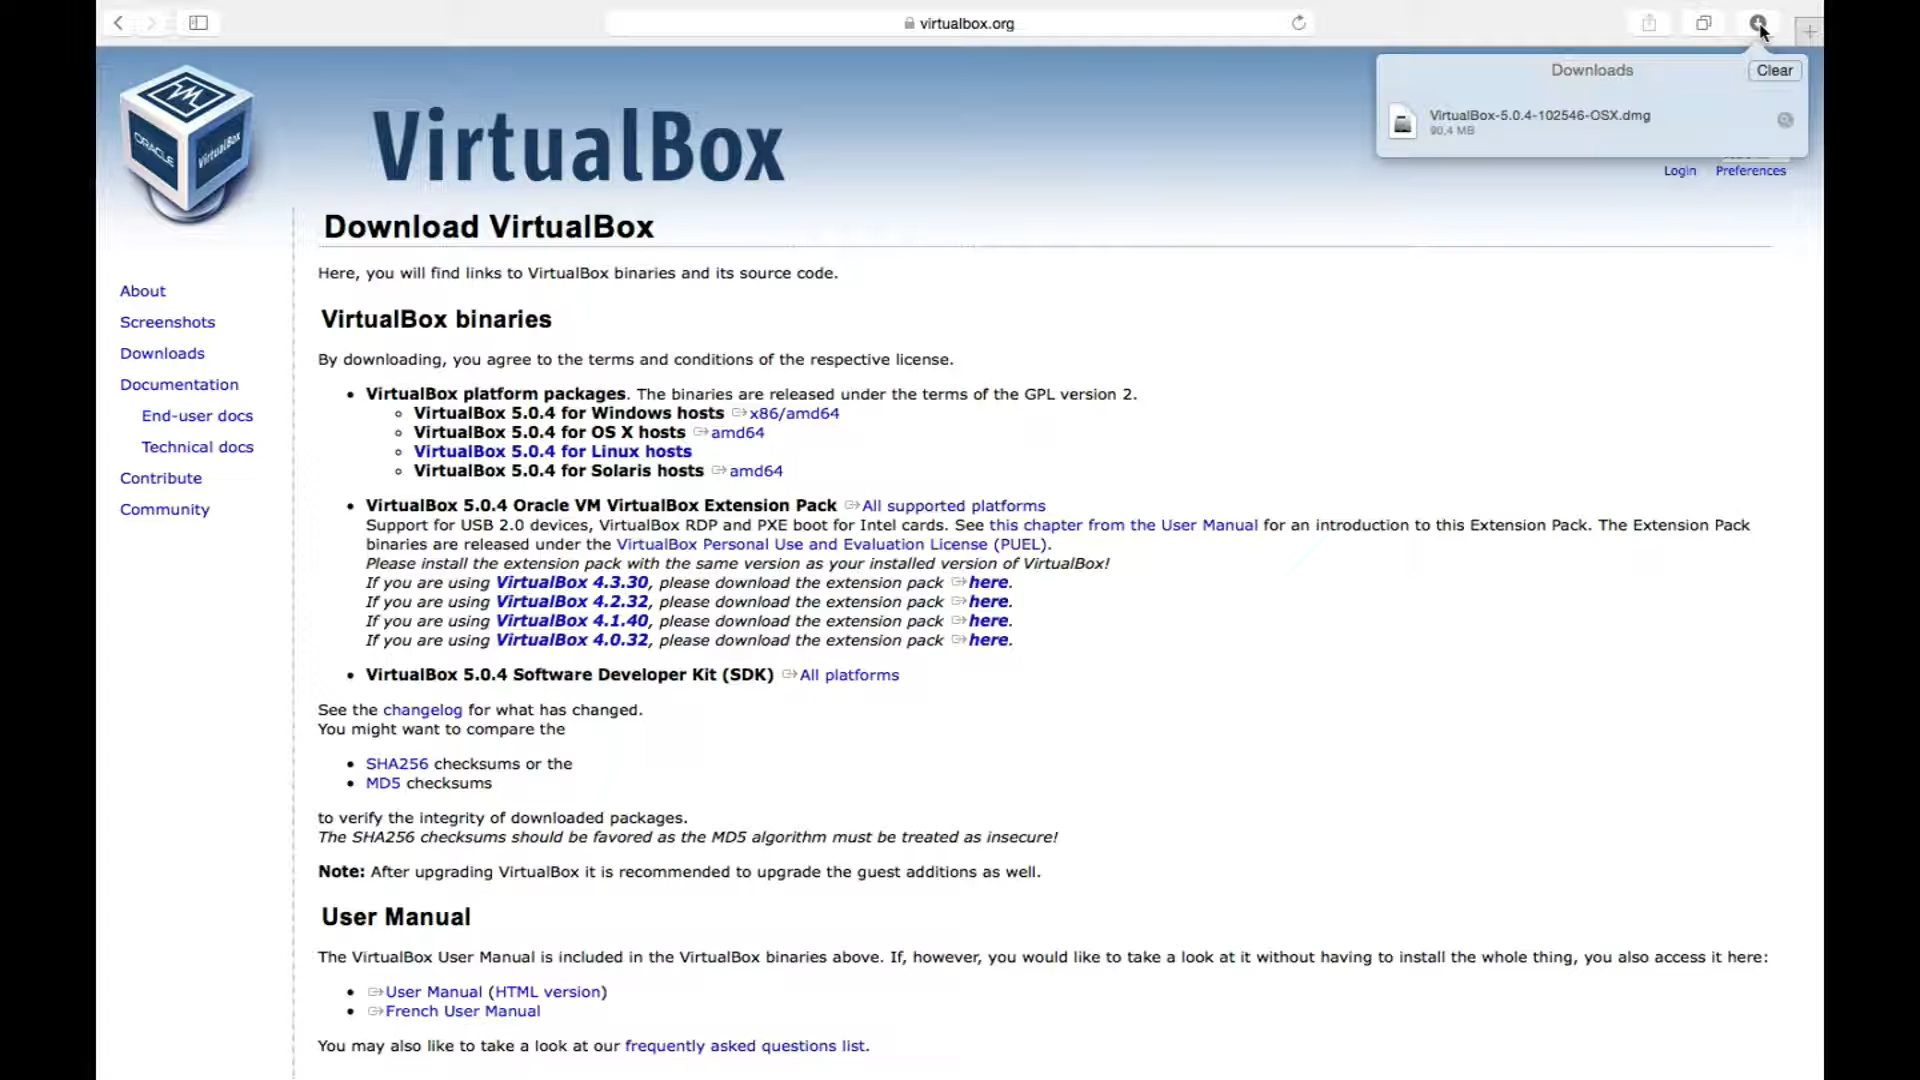 virtualbox.org
Downloads
Clear
VirtualBox-5.0.4-102546-OSX.dmg
90.4 MB
ORACLE
VirtualBox
VirtualBox
Login Preferences
Download VirtualBox
Here, you will find links to VirtualBox binaries and its source code.
About
Screenshots
Downloads
Documentation
End-user docs
Technical docs
Contribute
Community
VirtualBox binaries
By downloading, you agree to the terms and conditions of the respective license.
• VirtualBox platform packages. The binaries are released under the terms of the GPL version 2.
◦ VirtualBox 5.0.4 for Windows hosts x86/amd64
◦ VirtualBox 5.0.4 for OS X hosts amd64
◦ VirtualBox 5.0.4 for Linux hosts
◦ VirtualBox 5.0.4 for Solaris hosts amd64
• VirtualBox 5.0.4 Oracle VM VirtualBox Extension Pack All supported platforms
Support for USB 2.0 devices, VirtualBox RDP and PXE boot for Intel cards. See this chapter from the User Manual for an introduction to this Extension Pack. The Extension Pack
binaries are released under the VirtualBox Personal Use and Evaluation License (PUEL).
Please install the extension pack with the same version as your installed version of VirtualBox!
If you are using VirtualBox 4.3.30, please download the extension pack here.
If you are using VirtualBox 4.2.32, please download the extension pack here.
If you are using VirtualBox 4.1.40, please download the extension pack here.
If you are using VirtualBox 4.0.32, please download the extension pack here.
• VirtualBox 5.0.4 Software Developer Kit (SDK) All platforms
See the changelog for what has changed.
You might want to compare the
• SHA256 checksums or the
• MD5 checksums
to verify the integrity of downloaded packages.
The SHA256 checksums should be favored as the MD5 algorithm must be treated as insecure!
Note: After upgrading VirtualBox it is recommended to upgrade the guest additions as well.
User Manual
The VirtualBox User Manual is included in the VirtualBox binaries above. If, however, you would like to take a look at it without having to install the whole thing, you also access it here:
• User Manual (HTML version)
• French User Manual
You may also like to take a look at our frequently asked questions list.